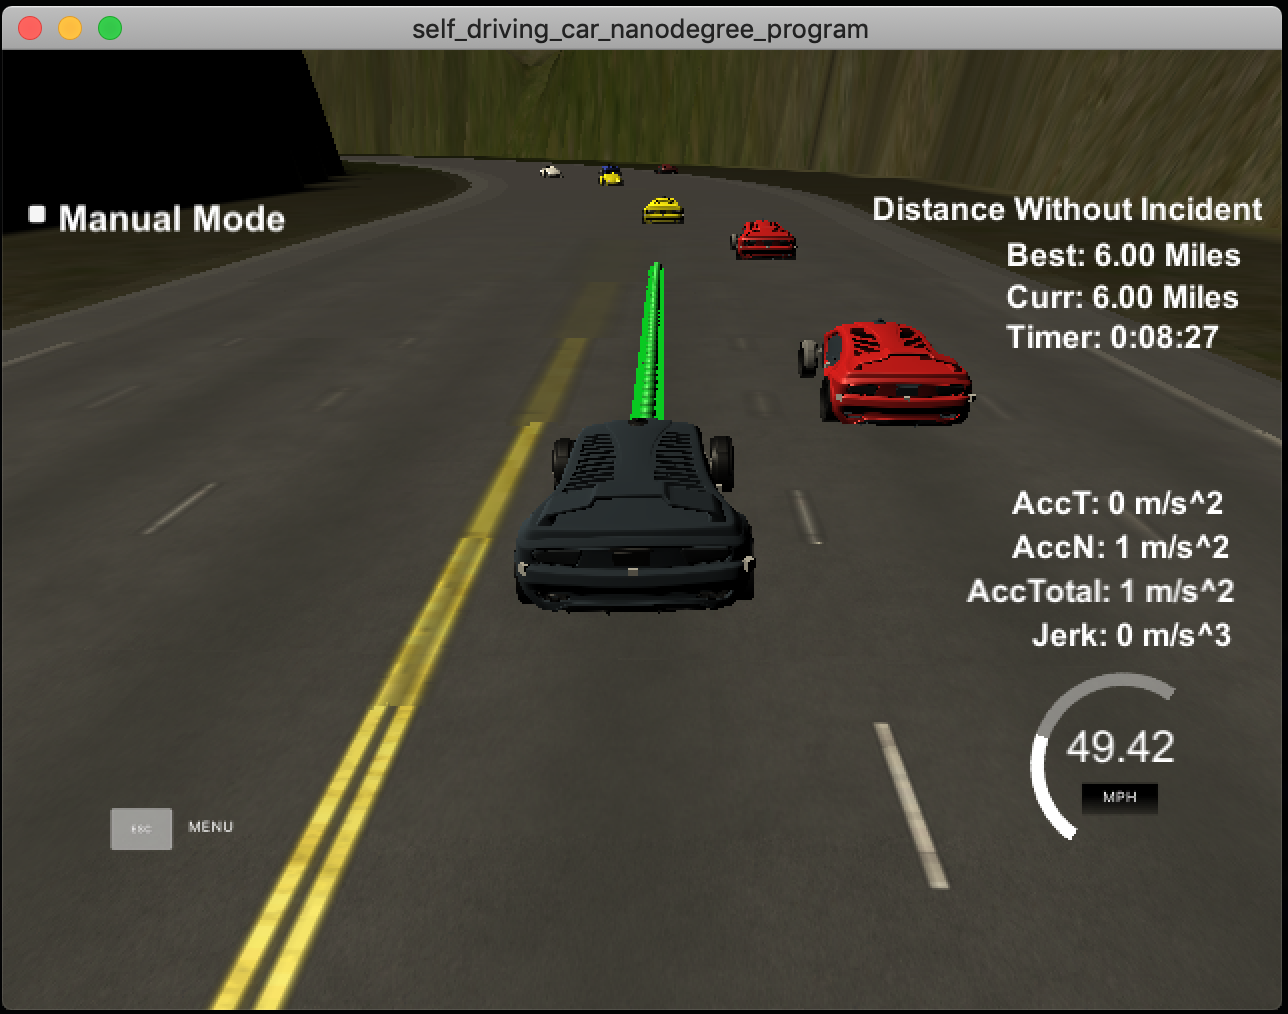 self_driving_car_nanodegree_program
Manual Mode
Distance Without Incident
Best: 6.00 Miles
Curr: 6.00 Miles
Timer: 0:08:27
AccT: 0 m/s^2
AccN: 1 m/s^2
AccTotal: 1 m/s^2
Jerk: 0 m/s^3
49.42
MPH
ESC MENU